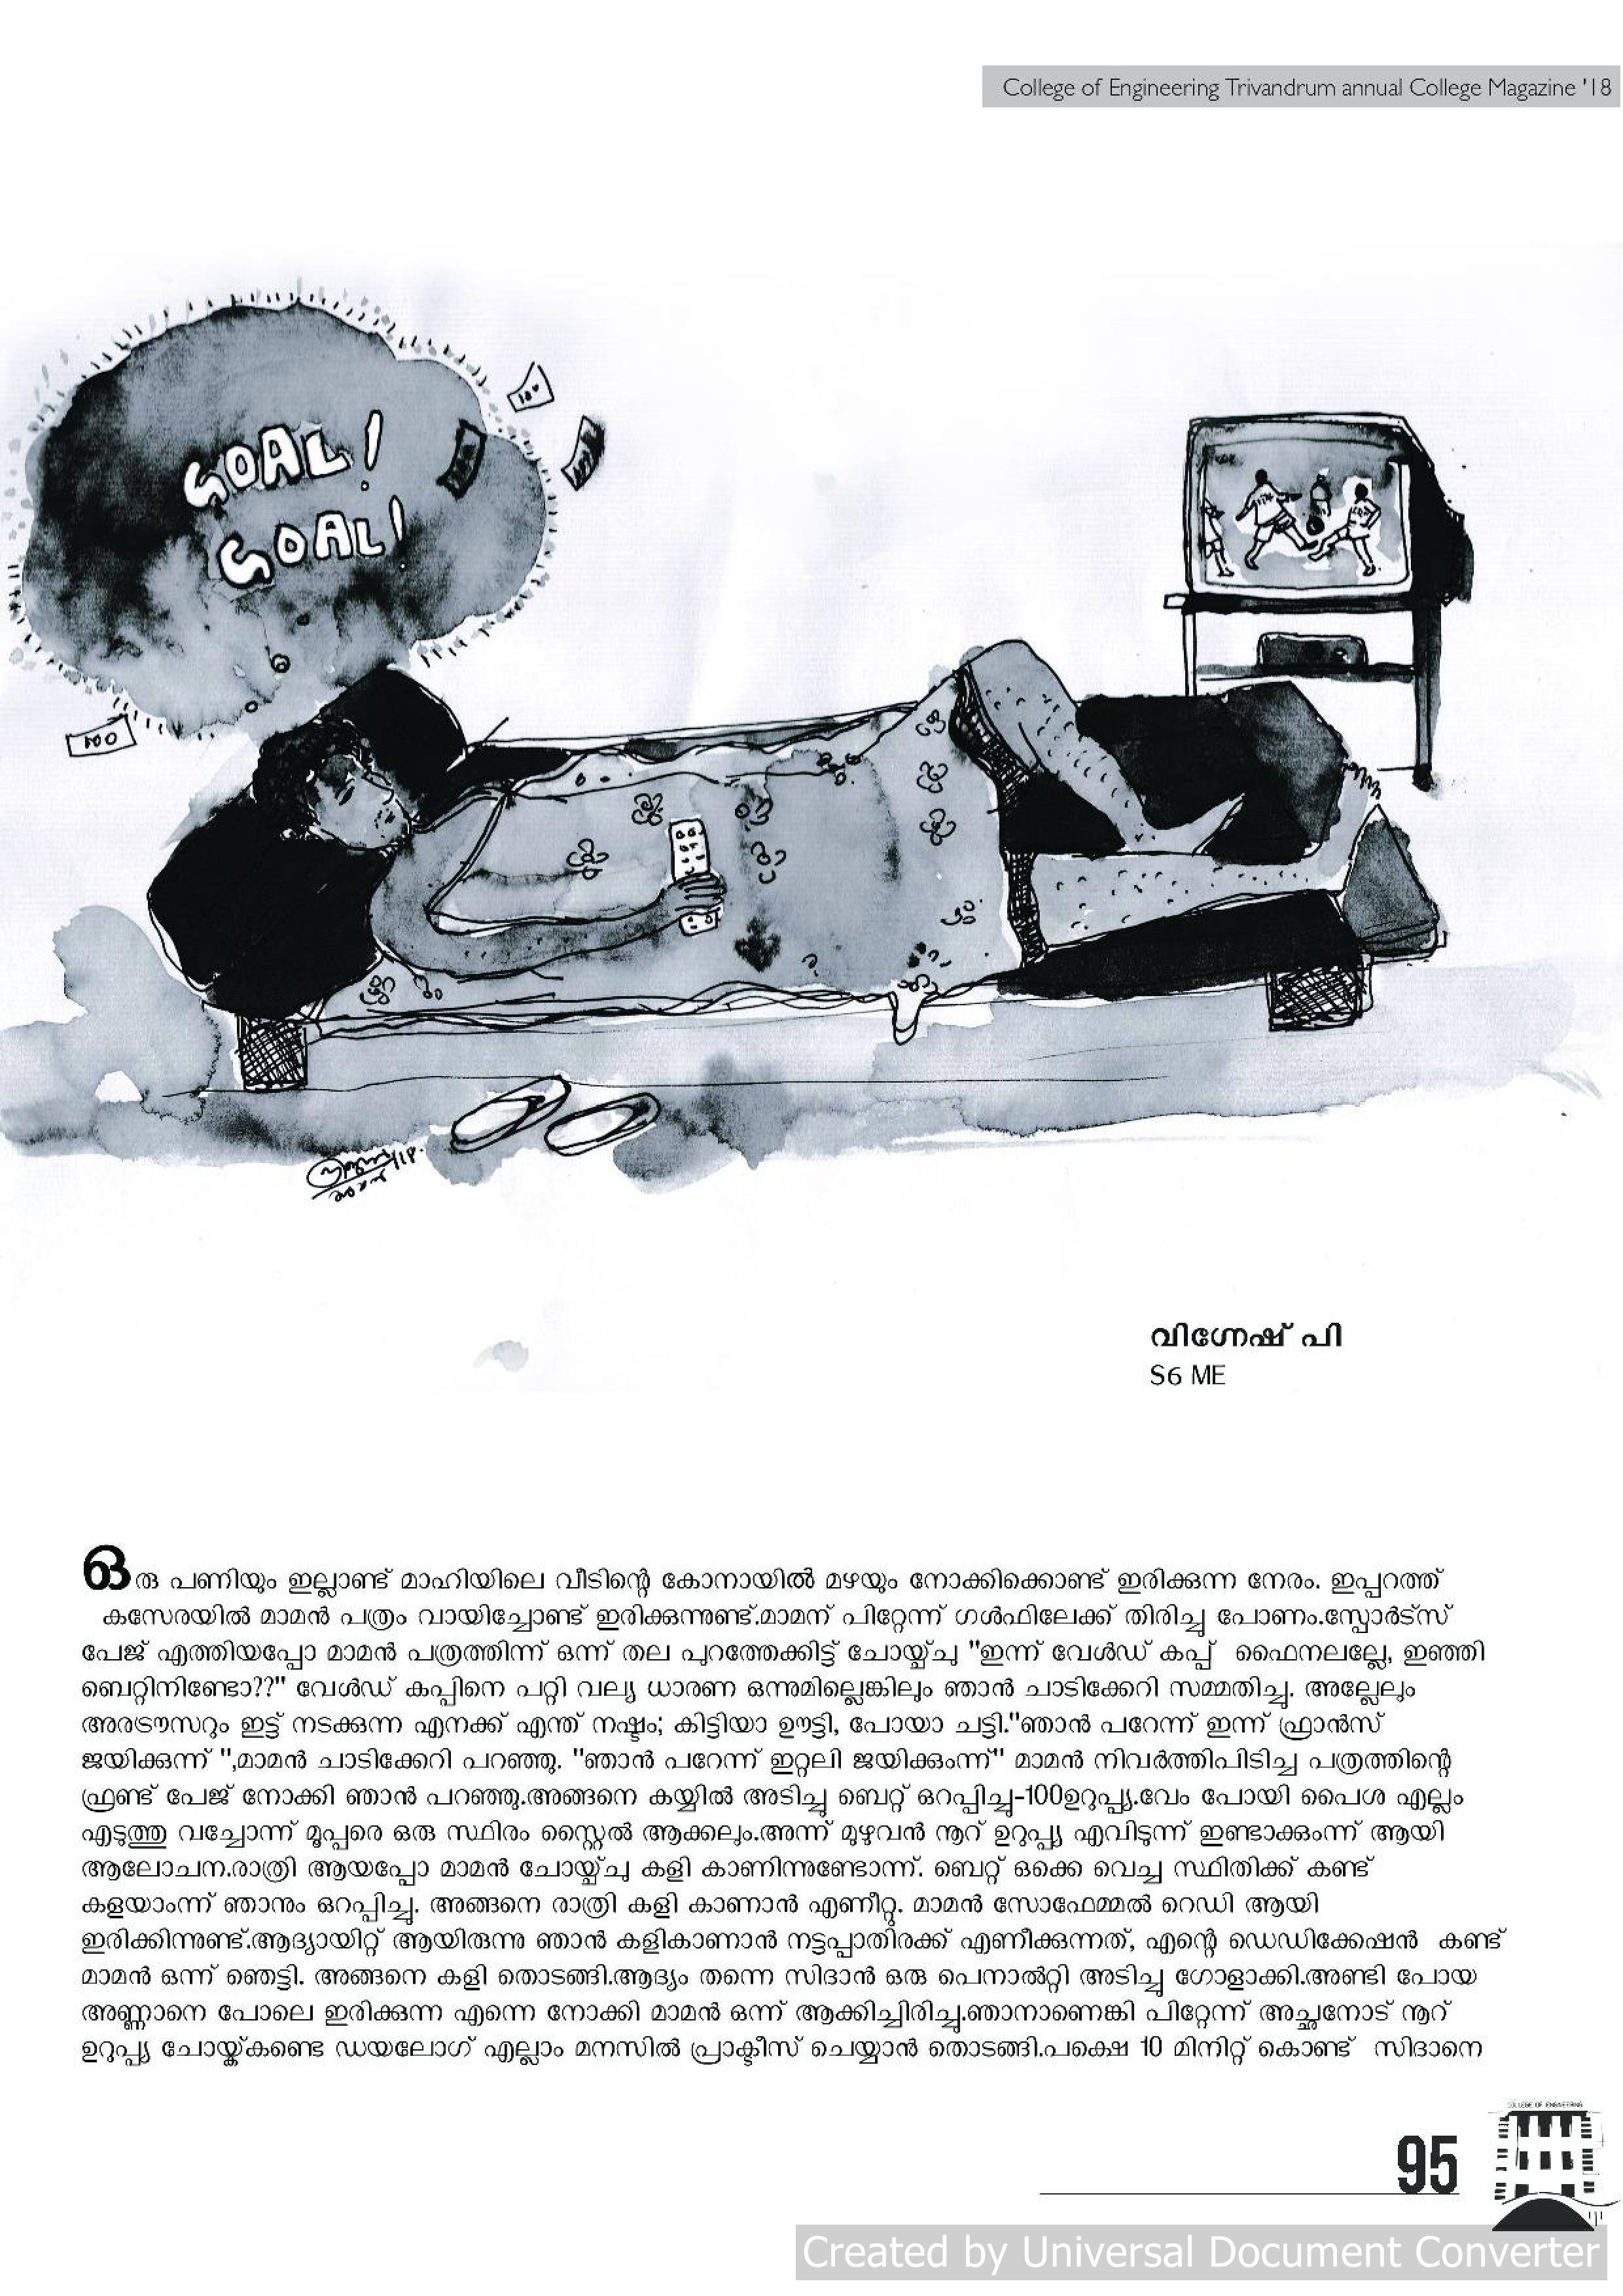 College of Engineering Trivandrum annual College Magazine '18
GOAL!
GOAL!
100
100
വിഗ്നേഷ് പി
S6 ME
ഒരു പണിയും ഇല്ലാണ്ട് മാഹിയിലെ വീടിന്റെ കോനായിൽ മഴയും നോക്കിക്കൊണ്ട് ഇരിക്കുന്ന നേരം. ഇപ്പറത്ത്
കസേരയിൽ മാമൻ പത്രം വായിച്ചോണ്ട് ഇരിക്കുന്നുണ്ട്.മാമന് പിറ്റേന്ന് ഗൾഫിലേക്ക് തിരിച്ചു പോണം.സ്പോർട്സ്
പേജ് എത്തിയപ്പോ മാമൻ പത്രത്തിന്ന് ഒന്ന് തല പുറത്തേക്കിട്ട് ചോയ്ച്ചു "ഇന്ന് വേൾഡ് കപ്പ് ഫൈനലല്ലേ, ഇഞ്ഞി
ബെറ്റിനിണ്ടോ??" വേൾഡ് കപ്പിനെ പറ്റി വല്യ ധാരണ ഒന്നുമില്ലെങ്കിലും ഞാൻ ചാടിക്കേറി സമ്മതിച്ചു. അല്ലേലും
അരട്രൗസറും ഇട്ട് നടക്കുന്ന എനക്ക് എന്ത് നഷ്ടം; കിട്ടിയാ ഊട്ടി, പോയാ ചട്ടി."ഞാൻ പറേന്ന് ഇന്ന് ഫ്രാൻസ്
ജയിക്കുന്ന് ",മാമൻ ചാടിക്കേറി പറഞ്ഞു. "ഞാൻ പറേന്ന് ഇറ്റലി ജയിക്കുംന്ന്" മാമൻ നിവർത്തിപിടിച്ച പത്രത്തിന്റെ
ഫ്രണ്ട് പേജ് നോക്കി ഞാൻ പറഞ്ഞു.അങ്ങനെ കയ്യിൽ അടിച്ചു ബെറ്റ് ഒറപ്പിച്ചു-100ഉറുപ്പ്യ.വേം പോയി പൈശ എല്ലം
എടുത്തു വച്ചോന്ന് മൂപ്പരെ ഒരു സ്ഥിരം സ്റ്റൈൽ ആക്കലും.അന്ന് മുഴുവൻ നൂറ് ഉറുപ്പ്യ എവിടുന്ന് ഇണ്ടാക്കുംന്ന് ആയി
ആലോചന.രാത്രി ആയപ്പോ മാമൻ ചോയ്ച്ചു കളി കാണിന്നുണ്ടോന്ന്. ബെറ്റ് ഒക്കെ വെച്ച സ്ഥിതിക്ക് കണ്ട്
കളയാംന്ന് ഞാനും ഒറപ്പിച്ചു. അങ്ങനെ രാത്രി കളി കാണാൻ എണീറ്റു. മാമൻ സോഫേമ്മൽ റെഡി ആയി
ഇരിക്കിന്നുണ്ട്.ആദ്യായിറ്റ് ആയിരുന്നു ഞാൻ കളികാണാൻ നട്ടപ്പാതിരക്ക് എണീക്കുന്നത്, എന്റെ ഡെഡിക്കേഷൻ കണ്ട്
മാമൻ ഒന്ന് ഞെട്ടി. അങ്ങനെ കളി തൊടങ്ങി.ആദ്യം തന്നെ സിദാൻ ഒരു പെനാൽറ്റി അടിച്ചു ഗോളാക്കി.അണ്ടി പോയ
അണ്ണാനെ പോലെ ഇരിക്കുന്ന എന്നെ നോക്കി മാമൻ ഒന്ന് ആക്കിച്ചിരിച്ചു.ഞാനാണെങ്കി പിറ്റേന്ന് അച്ഛനോട് നൂറ്
ഉറുപ്പ്യ ചോയ്ക്കണ്ടെ ഡയലോഗ് എല്ലാം മനസിൽ പ്രാക്ടീസ് ചെയ്യാൻ തൊടങ്ങി.പക്ഷെ 10 മിനിറ്റ് കൊണ്ട് സിദാനെ
95
COLLEGE OF ENGINEERING
Created by Universal Document Converter